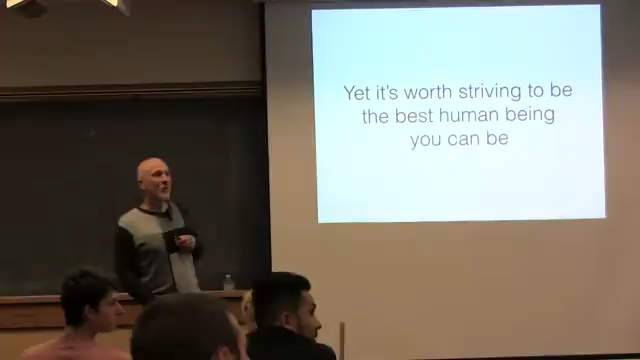 Yet it's worth striving to be
the best human being
you can be